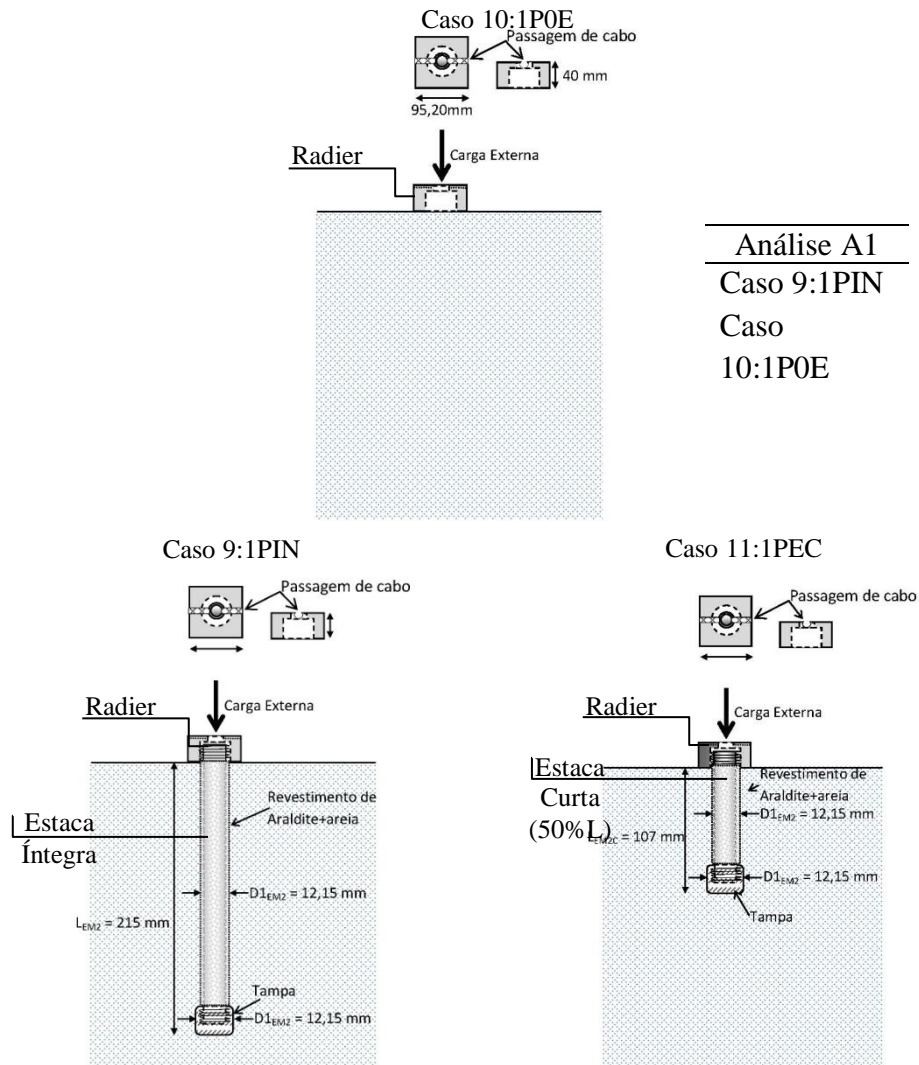 Caso 10:1P0E
Passagem de cabo
40 mm
95,20mm
Carga Externa
Radier
Análise A1
Caso 9:1PIN
Caso
10:1P0E
Caso 9:1PIN
Passagem de cabo
Radier
Carga Externa
Revestimento de
Araldite+areia
Estaca
Íntegra
D1EM2 = 12,15 mm
LEM2 = 215 mm
Tampa
D1EM2 = 12,15 mm
Caso 11:1PEC
Passagem de cabo
Radier
Carga Externa
Estaca
Curta
(50%L)
Revestimento de
Araldite+areia
D1EM2 = 12,15 mm
LEM2C = 107 mm
D1EM2 = 12,15 mm
Tampa